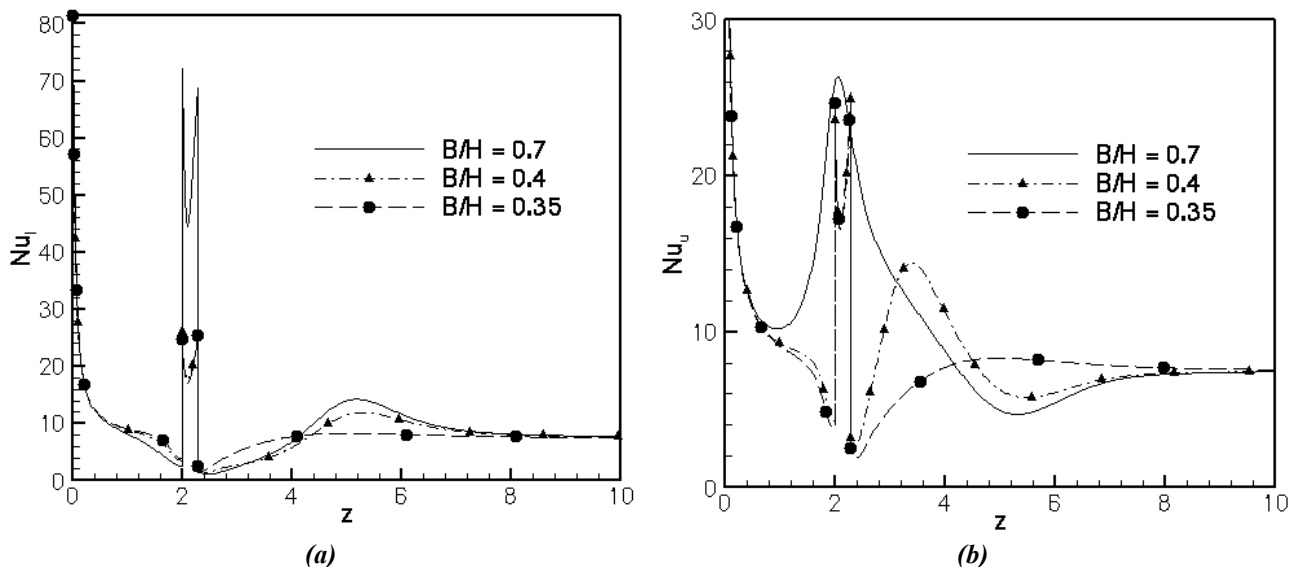 80
70
60
50
40
30
20
10
0
Nu_l
B/H = 0.7
B/H = 0.4
B/H = 0.35
0 2 4 6 8 10
z
(a)
30
20
10
0
Nu_u
B/H = 0.7
B/H = 0.4
B/H = 0.35
0 2 4 6 8 10
z
(b)